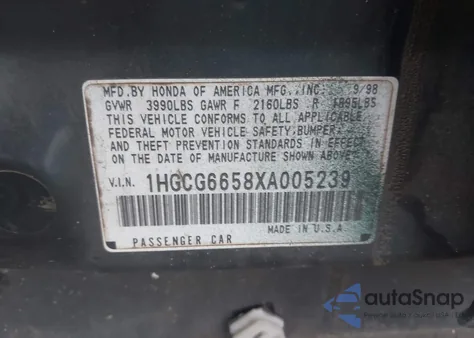 MFD.BY HONDA OF AMERICA MFG.,INC. 9/98
GVWR 3990LBS GAWR F 2160LBS R 1895LBS
THIS VEHICLE CONFORMS TO ALL APPLICABLE
FEDERAL MOTOR VEHICLE SAFETY,BUMPER,
AND THEFT PREVENTION STANDARDS IN EFFECT
ON THE DATE OF MANUFACTURE SHOWN ABOVE.
V.I.N. 1HGCG6658XA005239
PASSENGER CAR MADE IN U.S.A
autoSnap